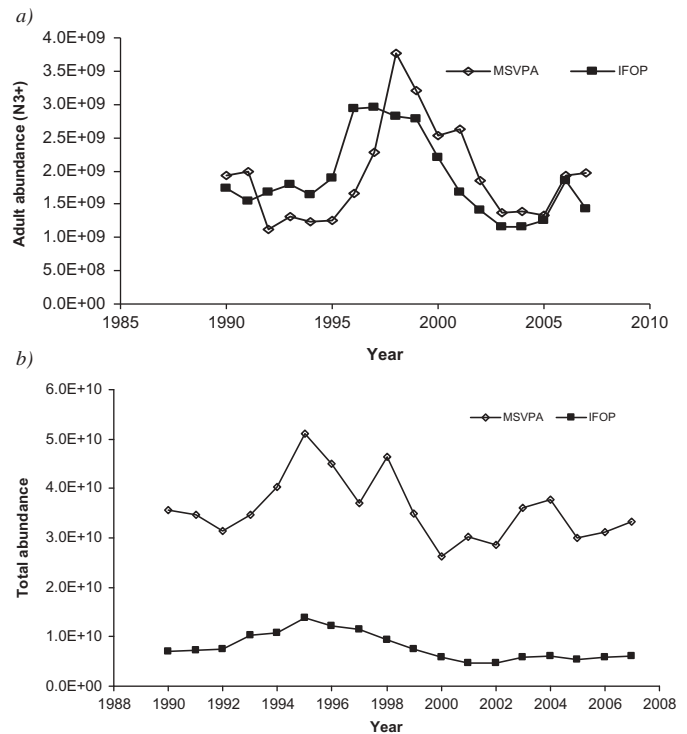 a)
4.0E+09
MSVPA IFOP
3.5E+09
3.0E+09
2.5E+09
2.0E+09
1.5E+09
1.0E+09
5.0E+08
0.0E+00
Adult abundance (N3+)
1985 1990 1995 2000 2005 2010
Year
b)
6.0E+10
MSVPA IFOP
5.0E+10
4.0E+10
3.0E+10
2.0E+10
1.0E+10
0.0E+00
Total abundance
1988 1990 1992 1994 1996 1998 2000 2002 2004 2006 2008
Year